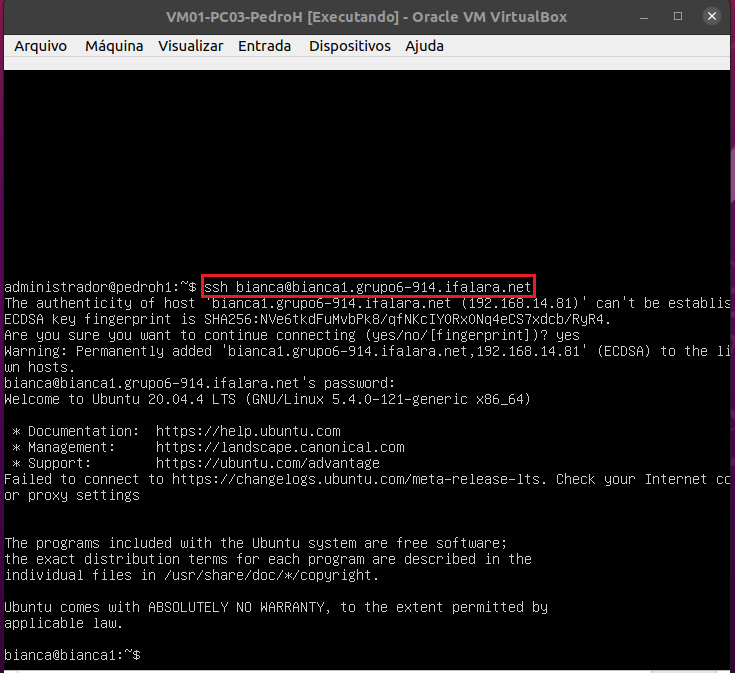 VM01-PC03-PedroH [Executando] - Oracle VM VirtualBox
Arquivo Máquina Visualizar Entrada Dispositivos Ajuda
administrador@pedroh1:~$ ssh bianca@bianca1.grupo6-914.ifalara.net
The authenticity of host 'bianca1.grupo6-914.ifalara.net (192.168.14.81)' can't be establis
ECDSA key fingerprint is SHA256:NVe6tkdFuMvbPk8/qfNKcIYORxONq4eCS7xdcb/RyR4.
Are you sure you want to continue connecting (yes/no/[fingerprint])? yes
Warning: Permanently added 'bianca1.grupo6-914.ifalara.net,192.168.14.81' (ECDSA) to the li
wn hosts.
bianca@bianca1.grupo6-914.ifalara.net's password:
Welcome to Ubuntu 20.04.4 LTS (GNU/Linux 5.4.0-121-generic x86_64)
* Documentation: https://help.ubuntu.com
* Management: https://landscape.canonical.com
* Support: https://ubuntu.com/advantage
Failed to connect to https://changelogs.ubuntu.com/meta-release-lts. Check your Internet co
or proxy settings
The programs included with the Ubuntu system are free software;
the exact distribution terms for each program are described in the
individual files in /usr/share/doc/*/copyright.
Ubuntu comes with ABSOLUTELY NO WARRANTY, to the extent permitted by
applicable law.
bianca@bianca1:~$